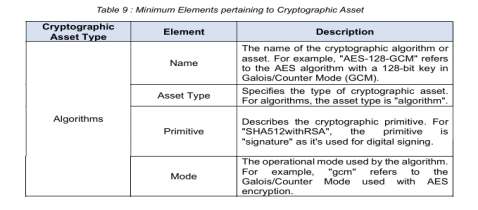 Table 9 : Minimum Elements pertaining to Cryptographic Asset
Cryptographic
Asset Type
Element
Description
Algorithms
Name
The name of the cryptographic algorithm or
asset. For example, "AES-128-GCM" refers
to the AES algorithm with a 128-bit key in
Galois/Counter Mode (GCM).
Asset Type
Specifies the type of cryptographic asset.
For algorithms, the asset type is "algorithm".
Primitive
Describes the cryptographic primitive. For
"SHA512withRSA", the primitive is
"signature" as it's used for digital signing.
Mode
The operational mode used by the algorithm.
For example, "gcm" refers to the
Galois/Counter Mode used with AES
encryption.